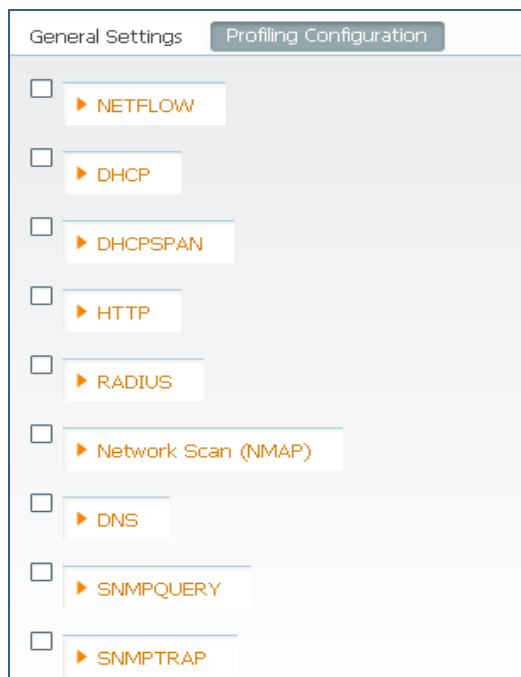 General Settings Profiling Configuration
NETFLOW
DHCP
DHCPSPAN
HTTP
RADIUS
Network Scan (NMAP)
DNS
SNMPQUERY
SNMPTRAP